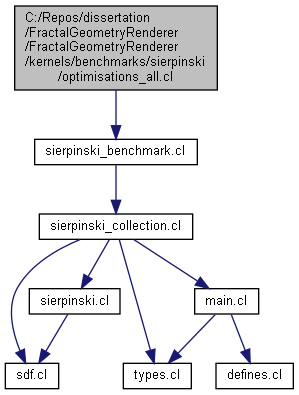 C:/Repos/dissertation
/FractalGeometryRenderer
/FractalGeometryRenderer
/kernels/benchmarks/sierpinski
/optimisations_all.cl
sierpinski_benchmark.cl
sierpinski_collection.cl
sierpinski.cl
main.cl
sdf.cl
types.cl
defines.cl